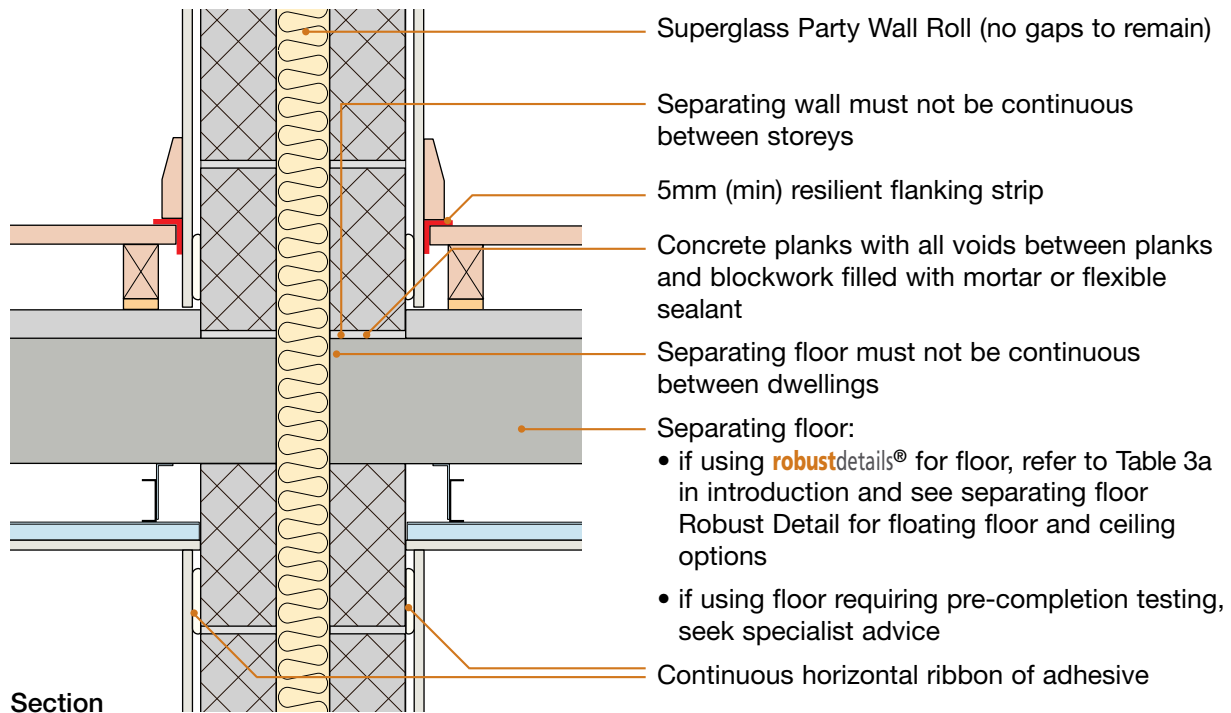 Superglass Party Wall Roll (no gaps to remain)
Separating wall must not be continuous
between storeys
5mm (min) resilient flanking strip
Concrete planks with all voids between planks
and blockwork filled with mortar or flexible
sealant
Separating floor must not be continuous
between dwellings
Separating floor:
• if using robustdetails® for floor, refer to Table 3a
in introduction and see separating floor
Robust Detail for floating floor and ceiling
options
• if using floor requiring pre-completion testing,
seek specialist advice
Continuous horizontal ribbon of adhesive
Section